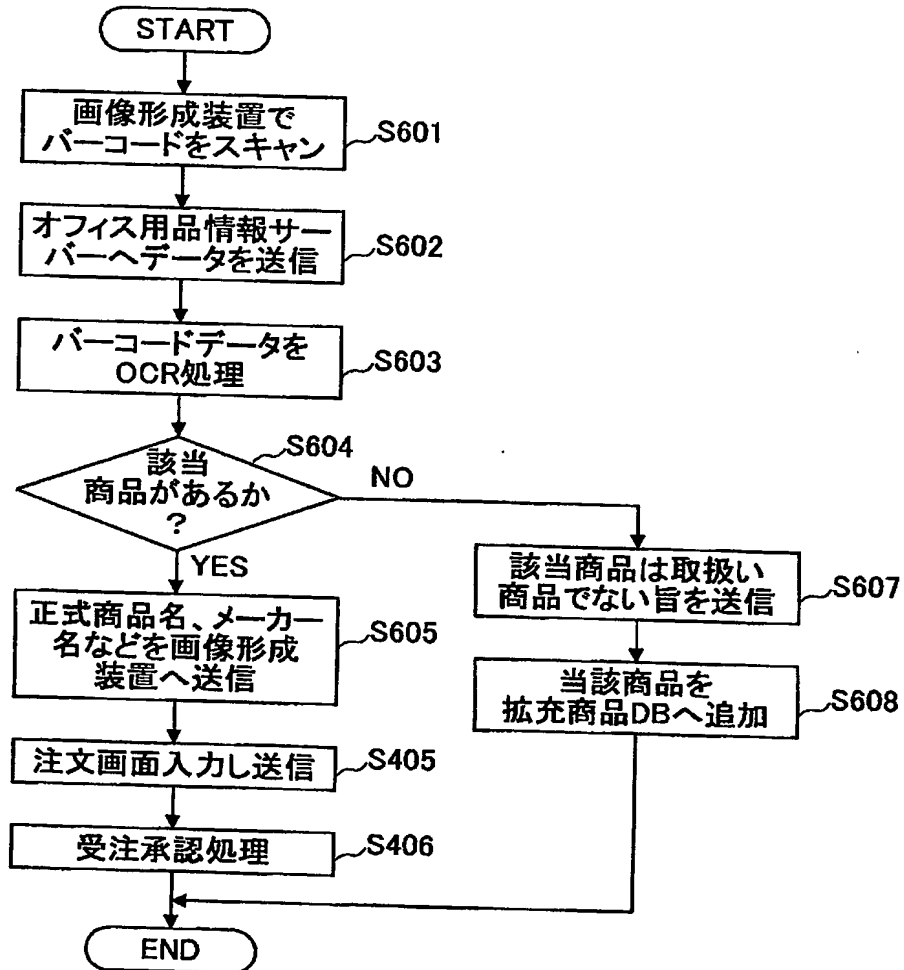 START
画像形成装置で
バーコードをスキャン
S601
オフィス用品情報サー
バーへデータを送信
S602
バーコードデータを
OCR処理
S603
S604
該当
商品があるか
?
NO
YES
正式商品名、メーカー
名などを画像形成
装置へ送信
S605
該当商品は取扱い
商品でない旨を送信
S607
当該商品を
拡充商品DBへ追加
S608
注文画面入力し送信
S405
受注承認処理
S406
END